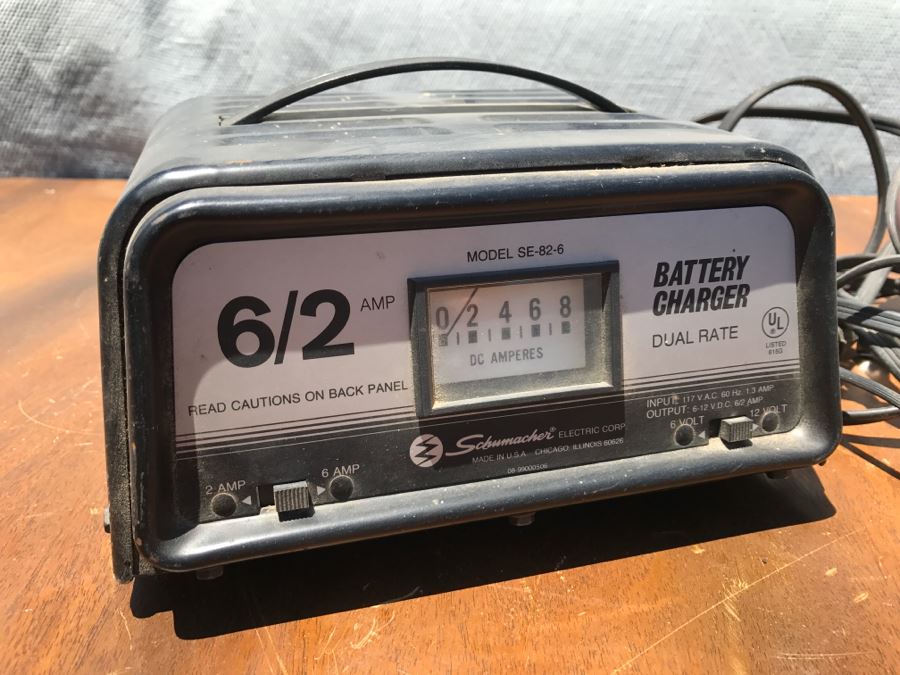 MODEL SE-82-6
6/2 AMP
0 2 4 6 8
DC AMPERES
BATTERY
CHARGER
DUAL RATE
UL
LISTED
READ CAUTIONS ON BACK PANEL
INPUT: 117 V.A.C. 60 Hz 1.3 AMP
OUTPUT: 6-12 V.D.C. 6/2 AMP
6 VOLT 12 VOLT
Schumacher® ELECTRIC CORP.
MADE IN U.S.A. CHICAGO, ILLINOIS 60626
08-99000506
2 AMP 6 AMP